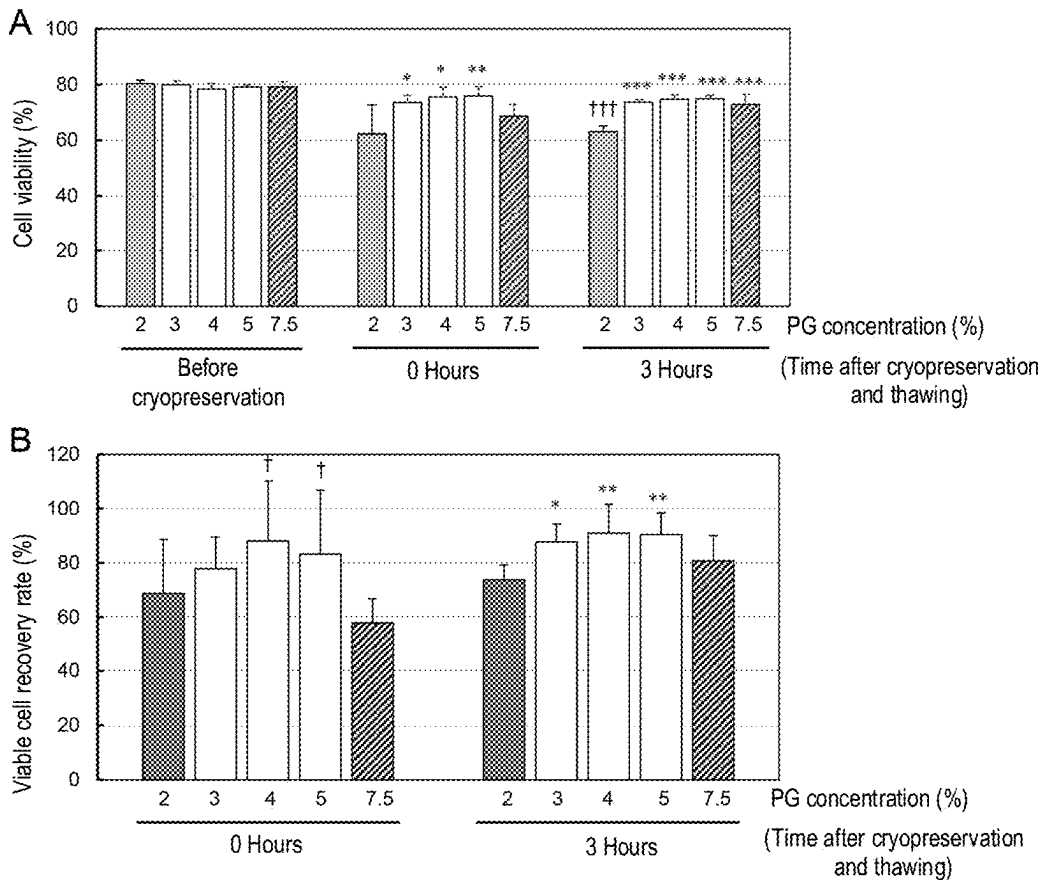 A
100
80
60
40
20
0
Cell viability (%)
* * **
††† *** *** *** ***
2 3 4 5 7.5 2 3 4 5 7.5 2 3 4 5 7.5 PG concentration (%)
Before
cryopreservation
0 Hours
3 Hours
(Time after cryopreservation
and thawing)
B
120
100
80
60
40
20
0
Viable cell recovery rate (%)
† †
* ** **
2 3 4 5 7.5 2 3 4 5 7.5 PG concentration (%)
0 Hours
3 Hours
(Time after cryopreservation
and thawing)